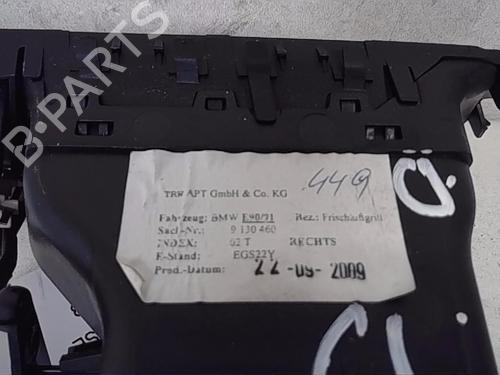 B-PARTS
TRW APT GmbH & Co. KG
449
Fahrzeug: BMW E90/91 Bez.: Frischluftgrill
Sach-Nr.: 9 130 460
INDEX: 02 T RECHTS
E-Stand: EGS22Y
Prod.-Datum: 22-09-2009